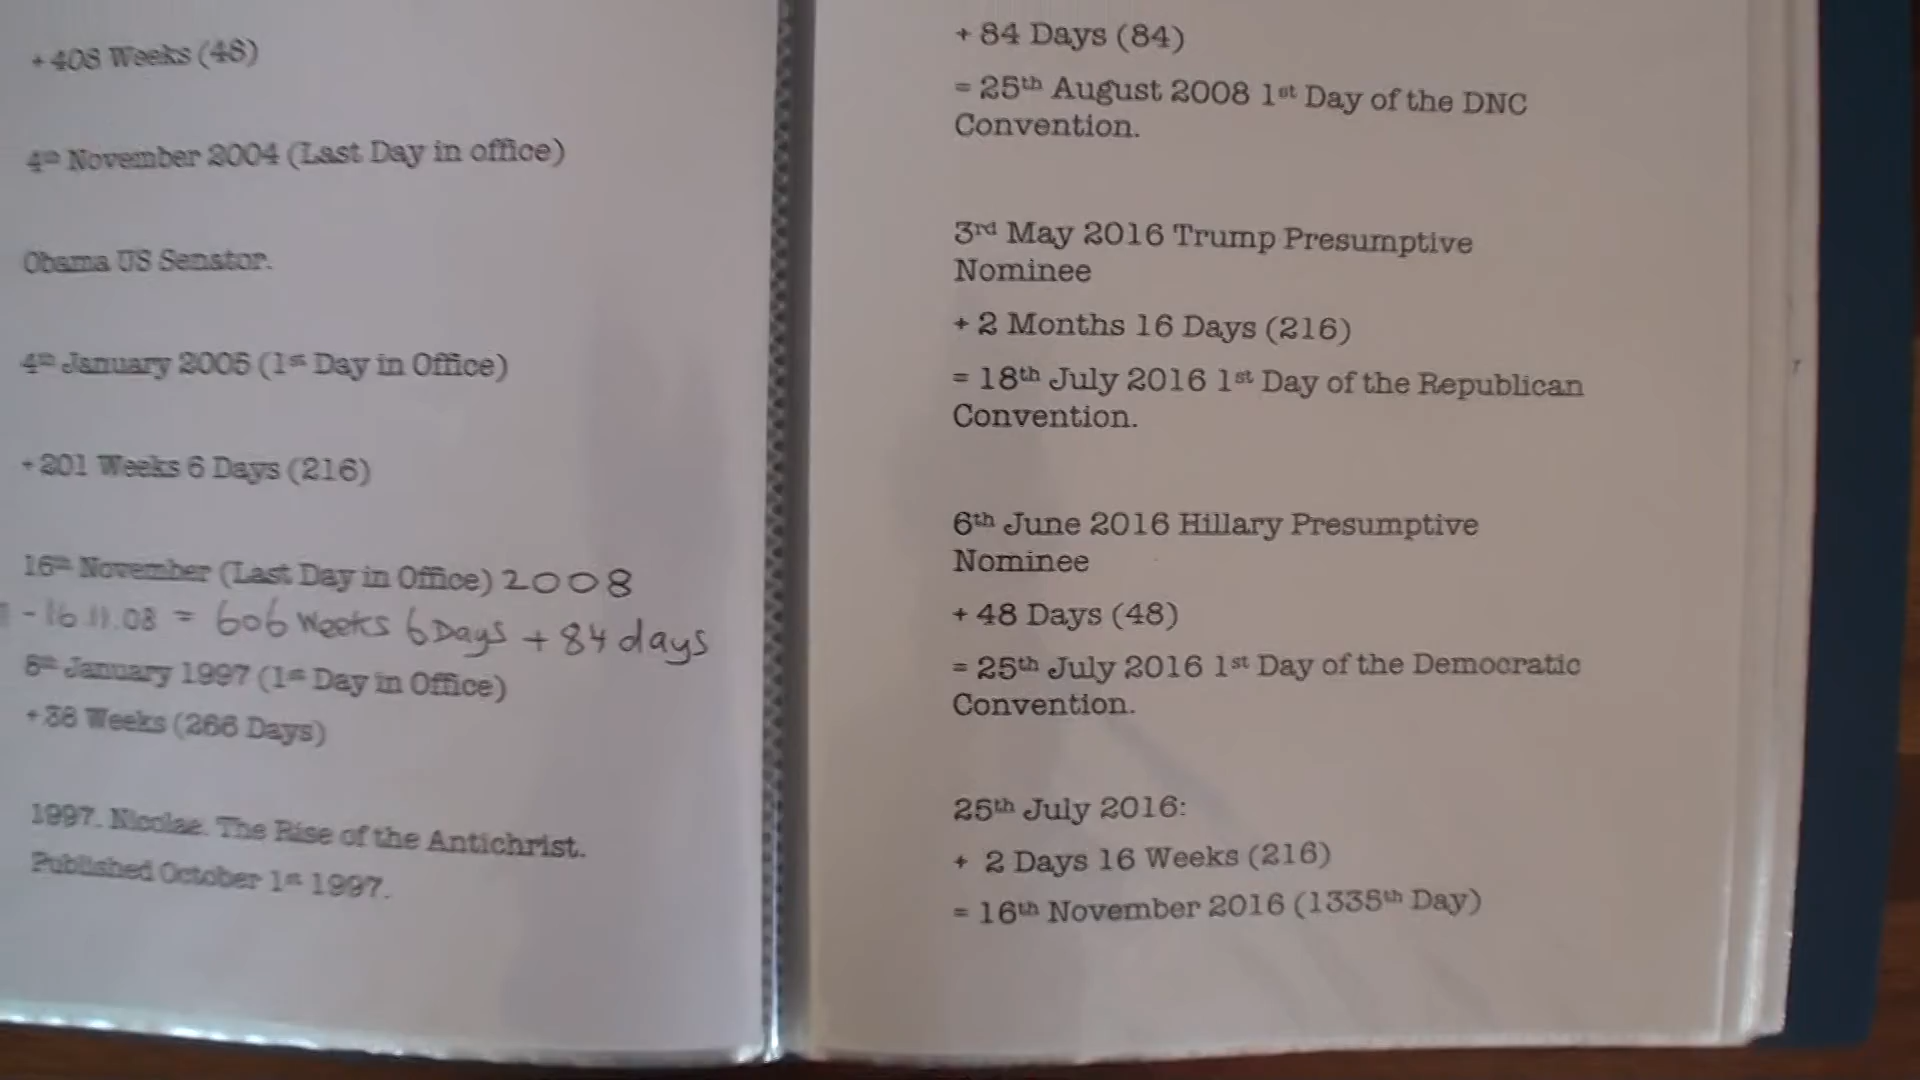 + 408 Weeks (48)
4th November 2004 (Last Day in office)
Obama US Senator.
4th January 2005 (1st Day in Office)
+ 201 Weeks 6 Days (216)
16th November (Last Day in Office) 2008
- 16.11.08 = 606 Weeks 6 Days + 84 days
8th January 1997 (1st Day in Office)
+ 38 Weeks (266 Days)
1997. Nicolae. The Rise of the Antichrist.
Published October 1st 1997.
+ 84 Days (84)
= 25th August 2008 1st Day of the DNC
Convention.
3rd May 2016 Trump Presumptive
Nominee
+ 2 Months 16 Days (216)
= 18th July 2016 1st Day of the Republican
Convention.
6th June 2016 Hillary Presumptive
Nominee
+ 48 Days (48)
= 25th July 2016 1st Day of the Democratic
Convention.
25th July 2016:
+ 2 Days 16 Weeks (216)
= 16th November 2016 (1335th Day)